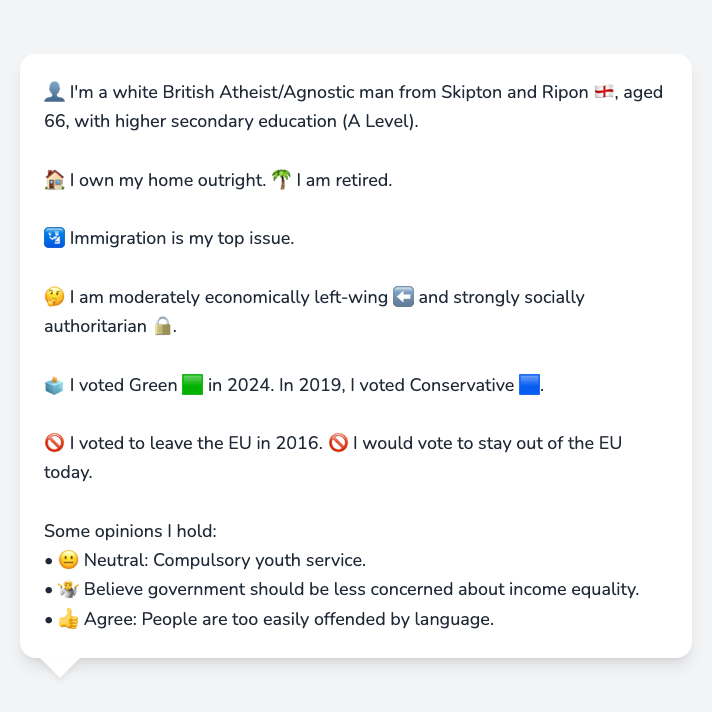 👤 I'm a white British Atheist/Agnostic man from Skipton and Ripon 🏴󠁧󠁢󠁥󠁮󠁧󠁿, aged
66, with higher secondary education (A Level).
🏠 I own my home outright. 🌴 I am retired.
🛂 Immigration is my top issue.
🤔 I am moderately economically left-wing ⬅️ and strongly socially
authoritarian 🔒.
🗳️ I voted Green 🟩 in 2024. In 2019, I voted Conservative 🟦.
🚫 I voted to leave the EU in 2016. 🚫 I would vote to stay out of the EU
today.
Some opinions I hold:
• 😐 Neutral: Compulsory youth service.
• 🤷 Believe government should be less concerned about income equality.
• 👍 Agree: People are too easily offended by language.